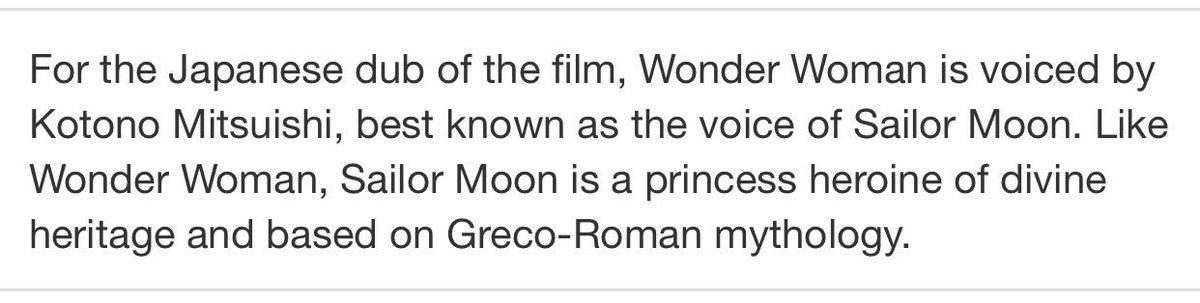 For the Japanese dub of the film, Wonder Woman is voiced by
Kotono Mitsuishi, best known as the voice of Sailor Moon. Like
Wonder Woman, Sailor Moon is a princess heroine of divine
heritage and based on Greco-Roman mythology.